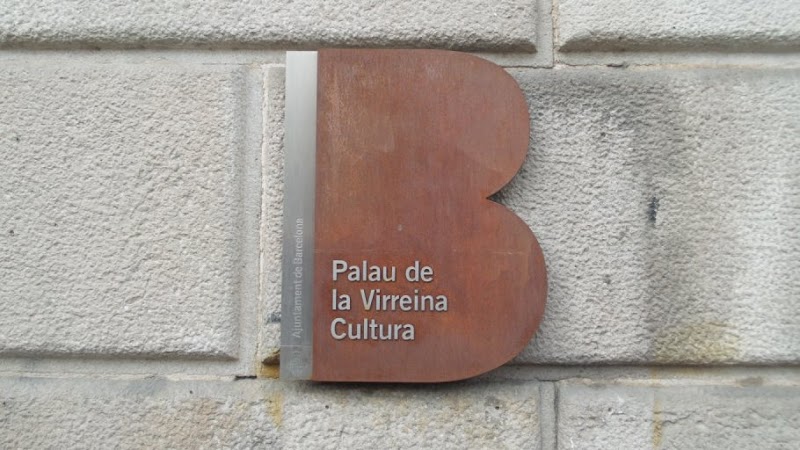 Palau de
la Virreina
Cultura
Ajuntament de Barcelona